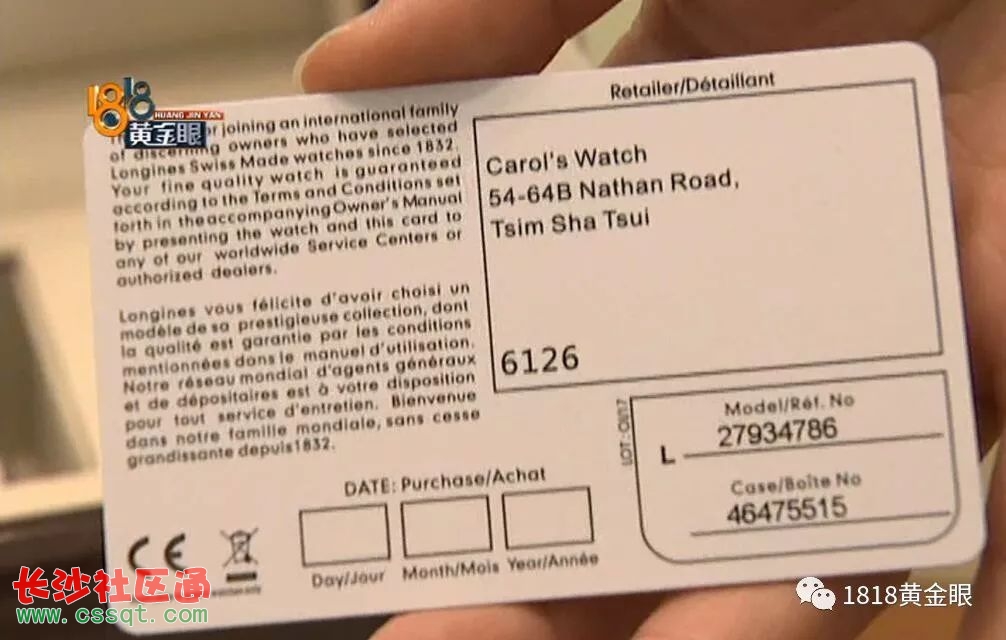 1818
HUANG JIN YAN
黄金眼
joining an international family
of discerning owners who have selected
Longines Swiss Made watches since 1832.
Your fine quality watch is guaranteed
according to the Terms and Conditions set
forth in the accompanying Owner's Manual
by presenting the watch and this card to
any of our worldwide Service Centers or
authorized dealers.
Longines vous félicite d'avoir choisi un
modèle de sa prestigieuse collection, dont
la qualité est garantie par les conditions
mentionnées dans le manuel d'utilisation.
Notre réseau mondial d'agents généraux
et de dépositaires est à votre disposition
pour tout service d'entretien. Bienvenue
dans notre famille mondiale, sans cesse
grandissante depuis 1832.
Retailer/Détaillant
Carol's Watch
54-64B Nathan Road,
Tsim Sha Tsui
6126
Model/Réf. No
L 27934786
Case/Boîte No
46475515
DATE: Purchase/Achat
Day/Jour Month/Mois Year/Année
CE
长沙社区通
www.cssqt.com
1818黄金眼